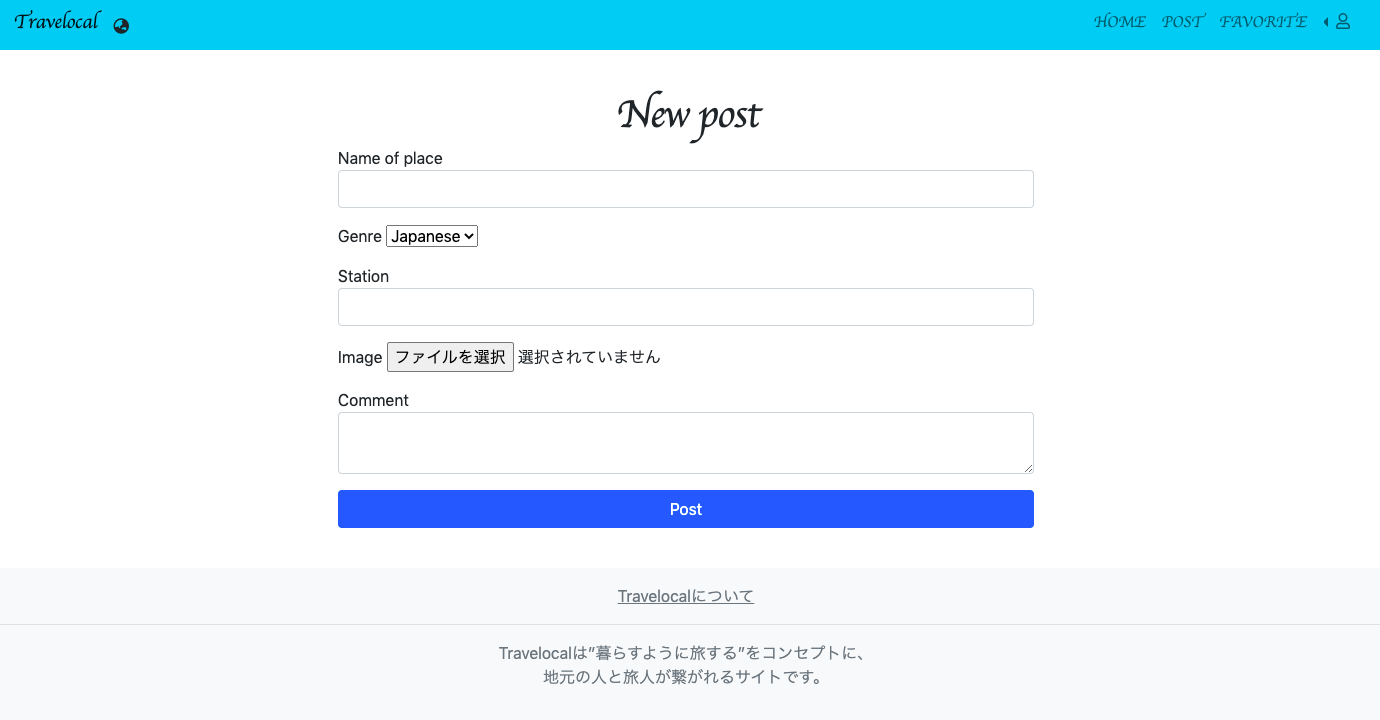 Travelocal
HOME POST FAVORITE
New post
Name of place
Genre Japanese
Station
Image ファイルを選択 選択されていません
Comment
Post
Travelocalについて
Travelocalは”暮らすように旅する”をコンセプトに、
地元の人と旅人が繋がれるサイトです。